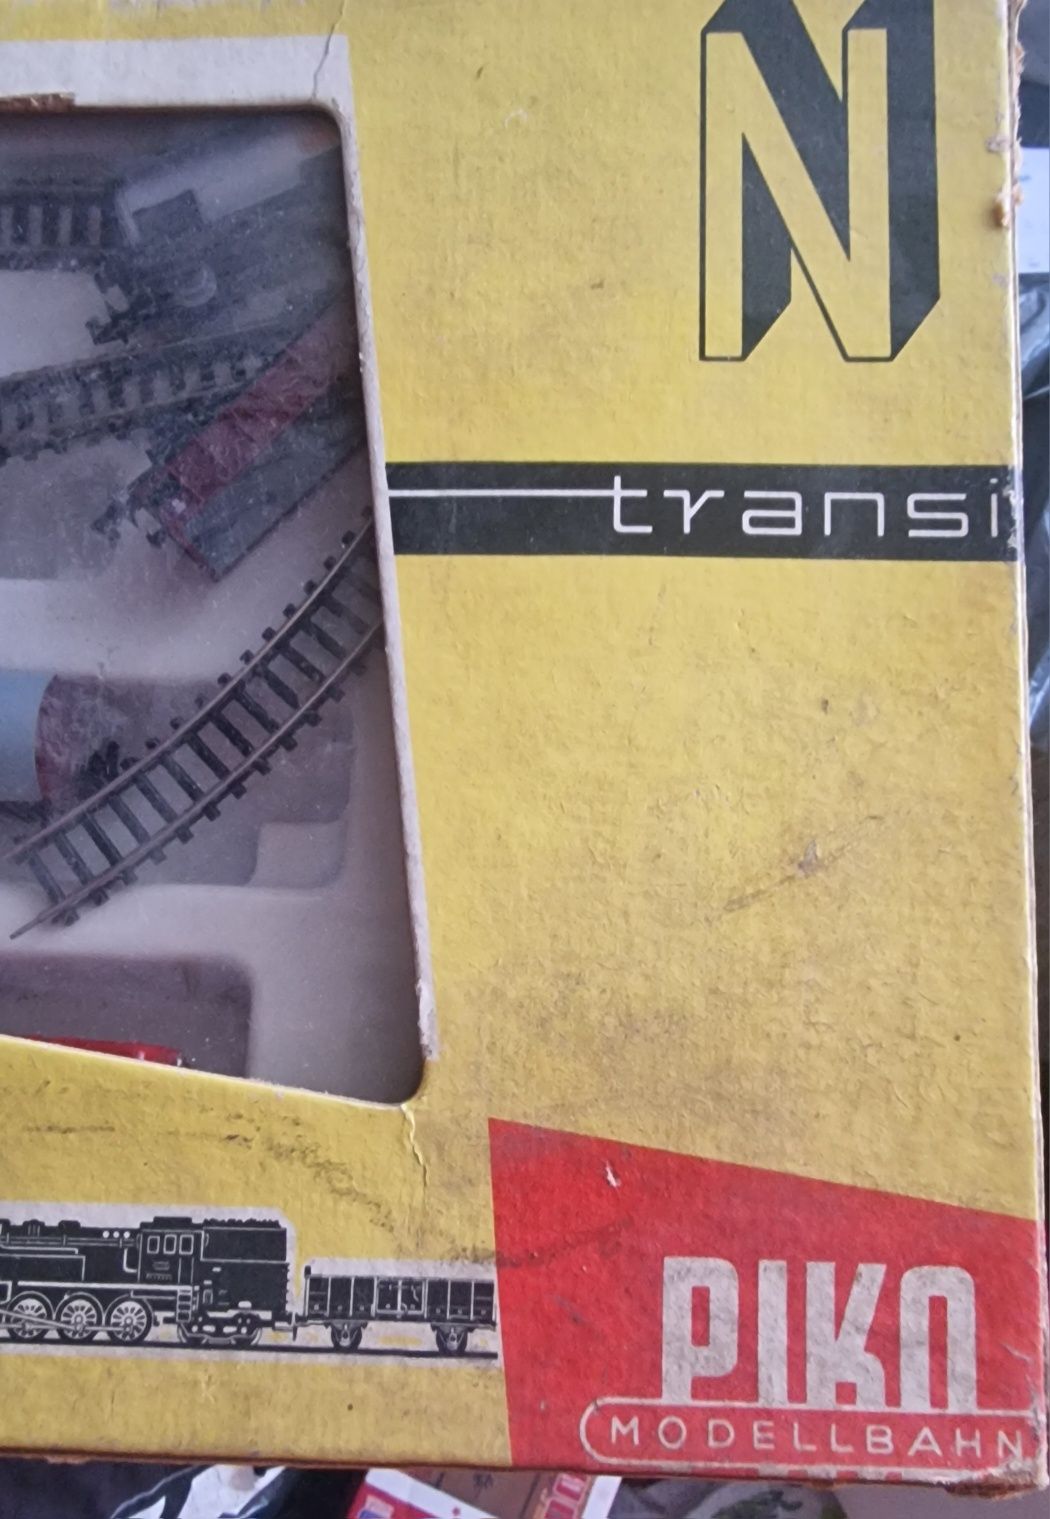 N
transi
PIKO
MODELLBAHN